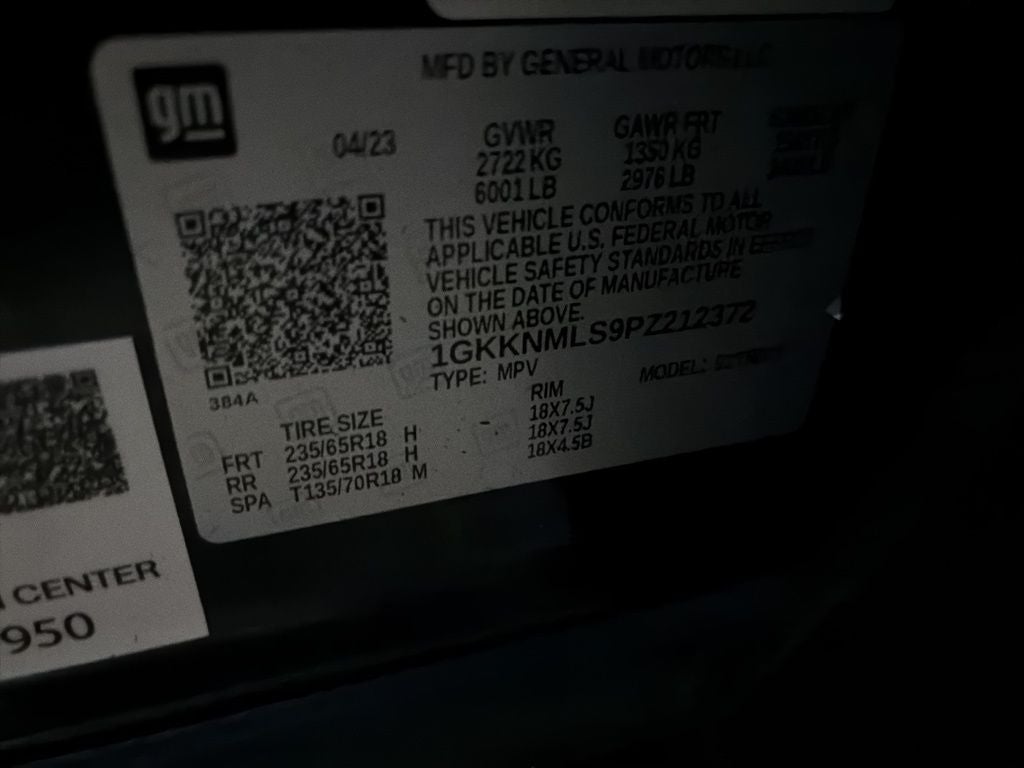 gm
MFD BY GENERAL MOTORS LLC
04/23
GVWR
2722 KG
6001 LB
GAWR FRT
1350 KG
2976 LB
THIS VEHICLE CONFORMS TO ALL
APPLICABLE U.S. FEDERAL MOTOR
VEHICLE SAFETY STANDARDS IN
ON THE DATE OF MANUFACTURE
SHOWN ABOVE.
1GKKNMLS9PZ212372
TYPE: MPV
MODEL:
384A
TIRE SIZE
RIM
FRT 235/65R18 H 18X7.5J
RR 235/65R18 H 18X7.5J
SPA T135/70R18 M 18X4.5B
CENTER
950